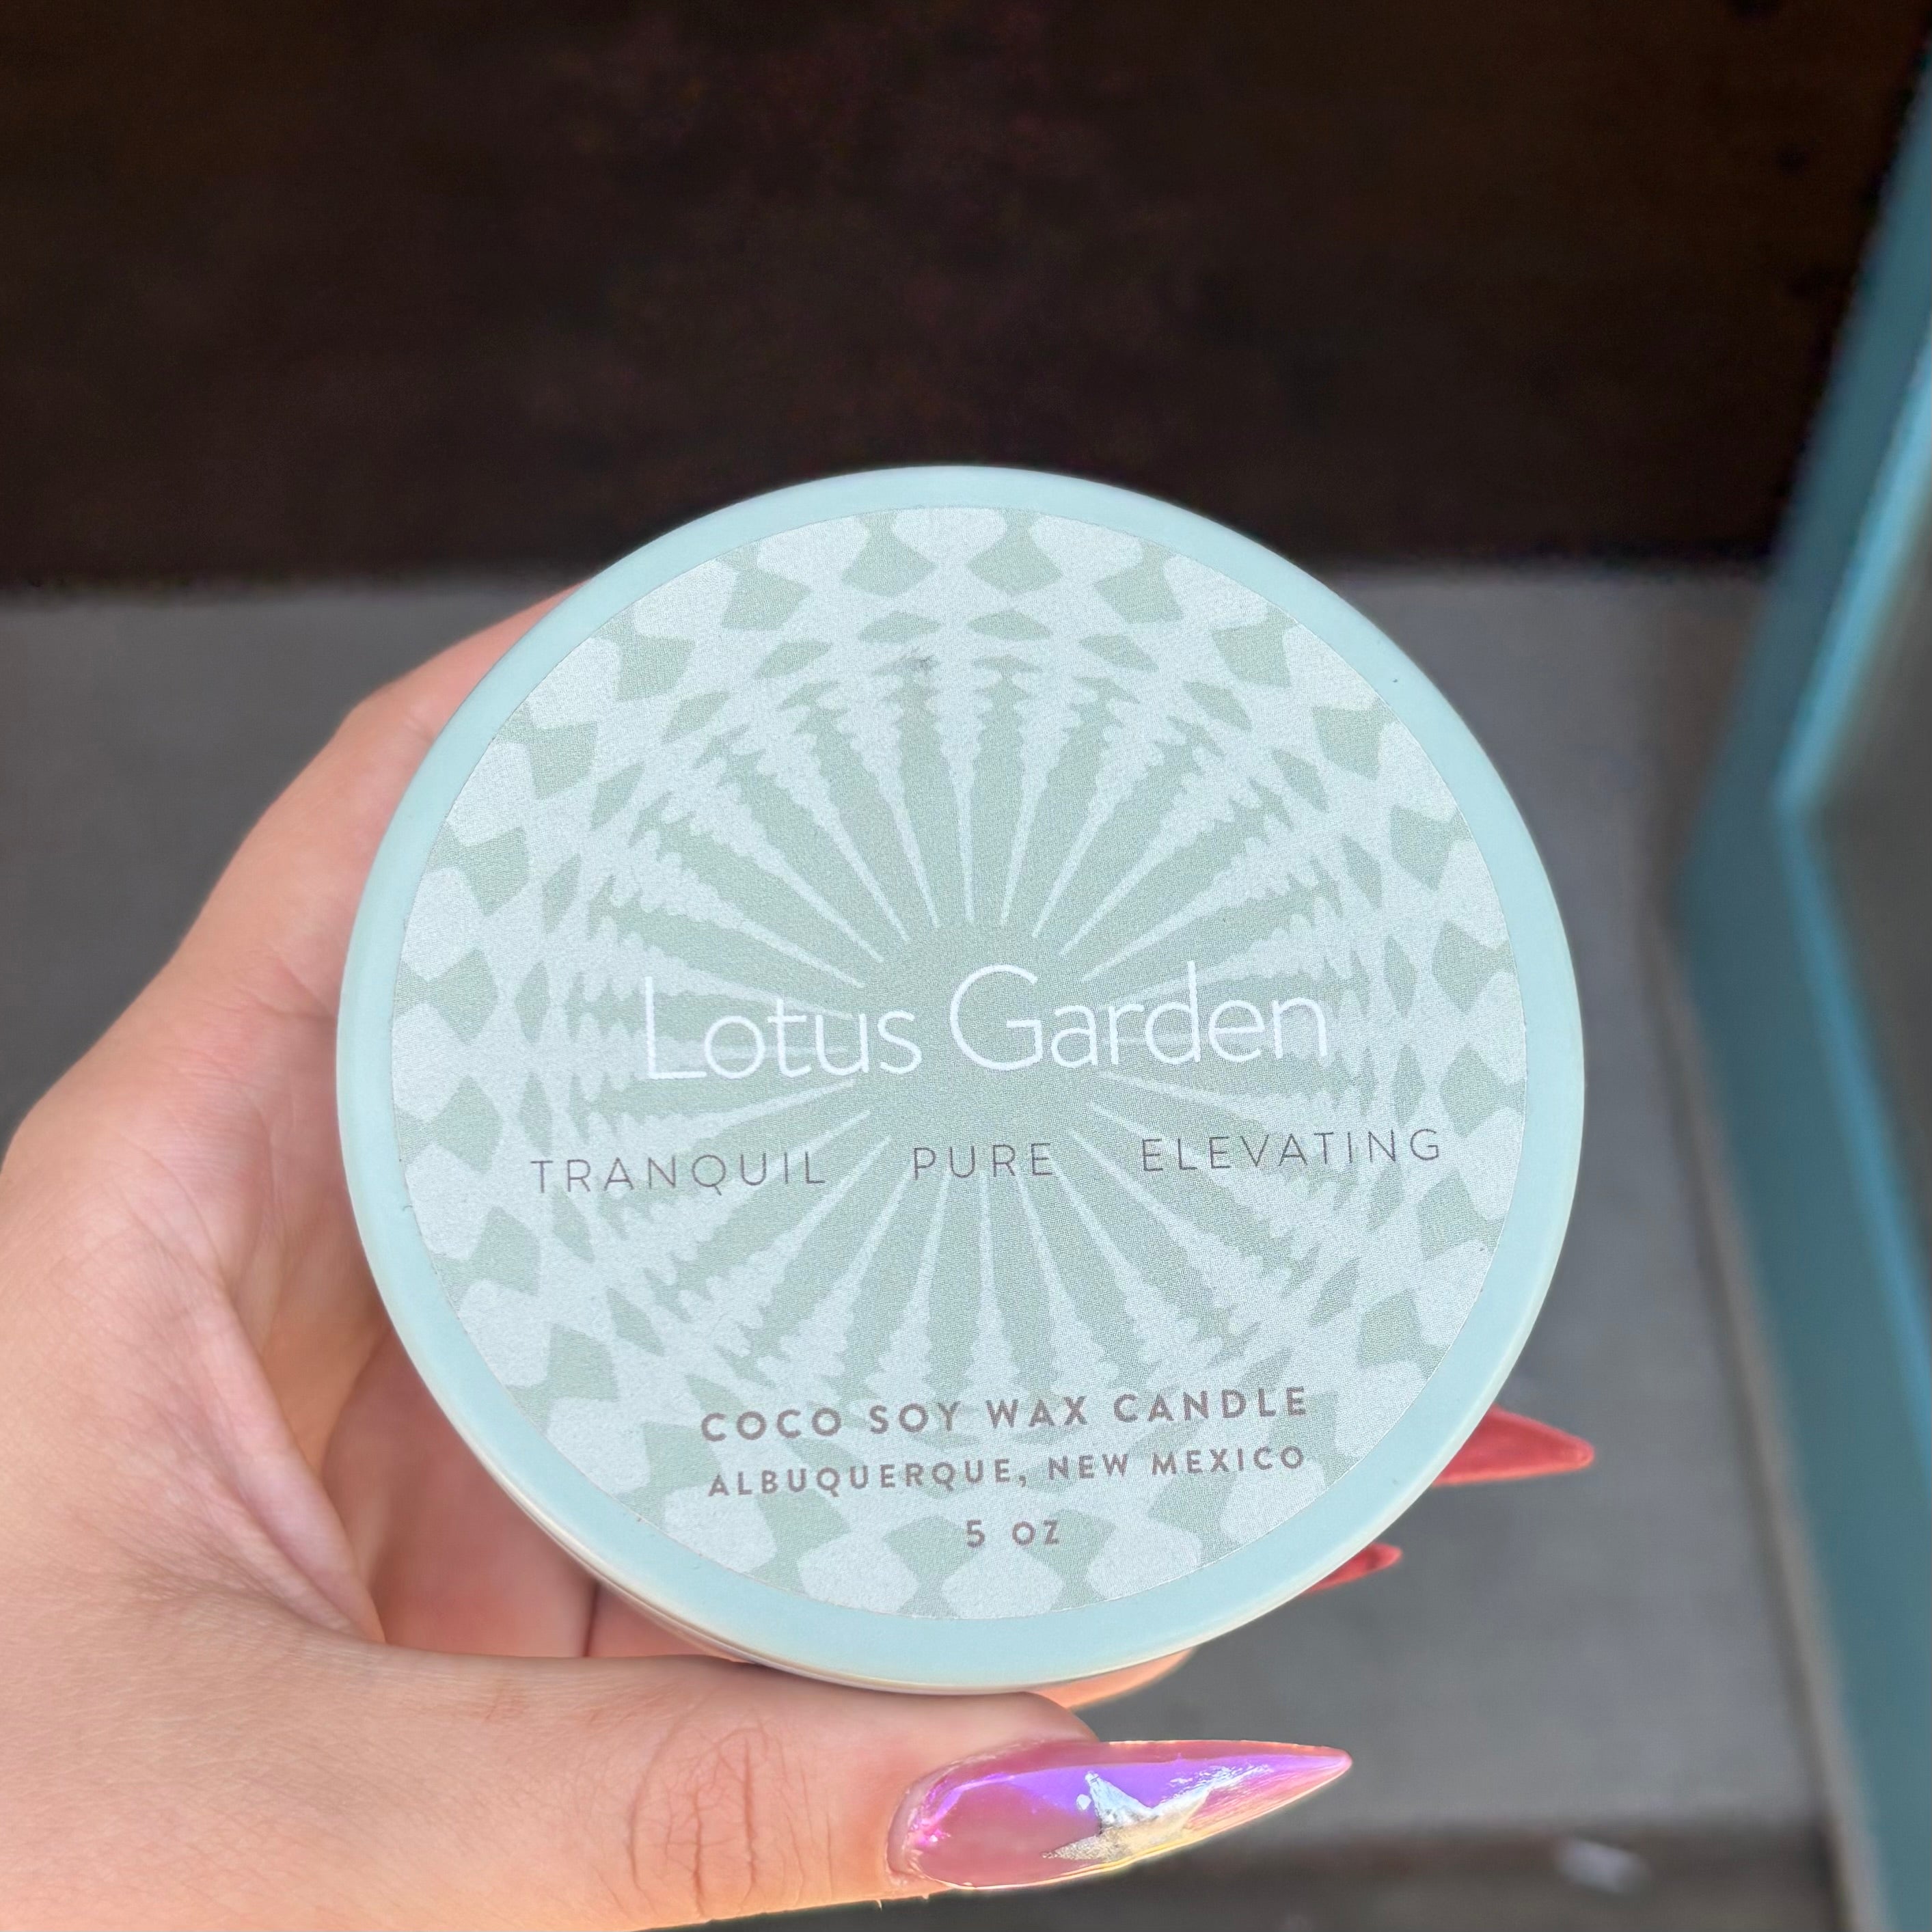 Lotus Garden
TRANQUIL PURE ELEVATING
COCO SOY WAX CANDLE
ALBUQUERQUE, NEW MEXICO
5 OZ